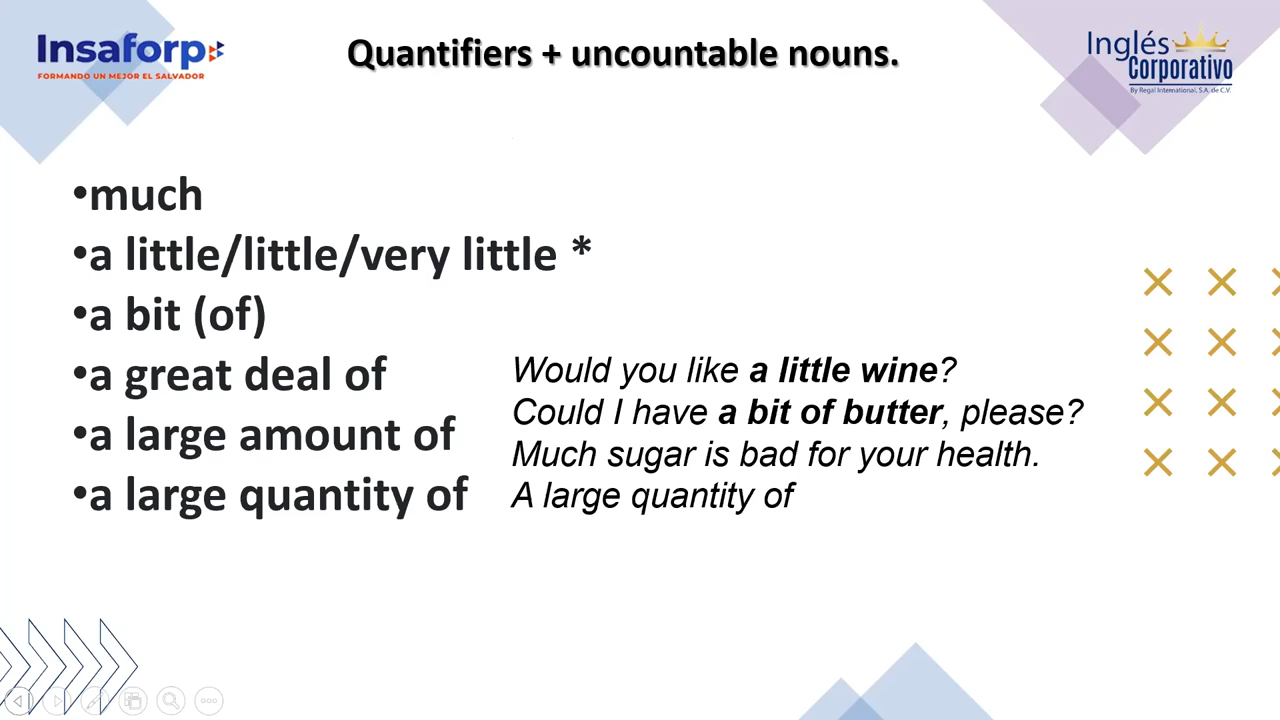 Insaforp
FORMANDO UN MEJOR EL SALVADOR
Quantifiers + uncountable nouns.
Inglés
Corporativo
By Regal International, S.A. de C.V.
•much
•a little/little/very little *
•a bit (of)
•a great deal of
•a large amount of
•a large quantity of
Would you like a little wine?
Could I have a bit of butter, please?
Much sugar is bad for your health.
A large quantity of